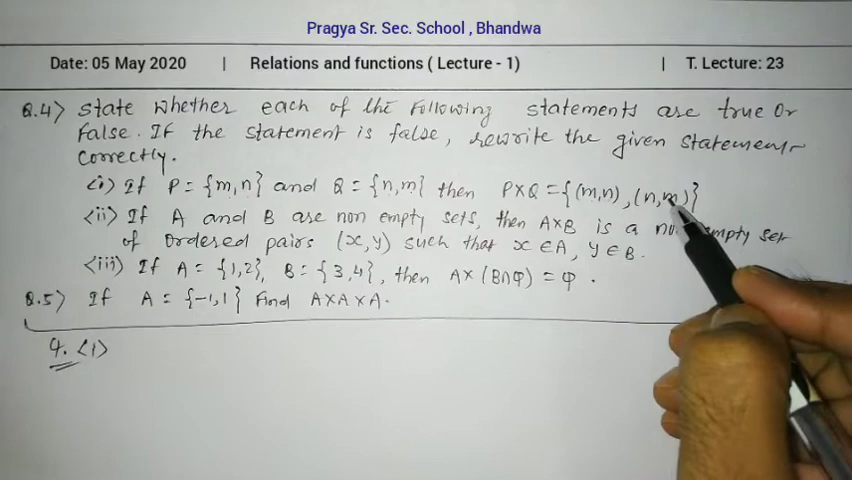 Pragya Sr. Sec. School , Bhandwa
Date: 05 May 2020 | Relations and functions ( Lecture - 1) | T. Lecture: 23
Q.4> State whether each of the following statements are true or
False. If the statement is false, rewrite the given statement
correctly.
<i> If P = {m,n} and Q = {n,m} then P×Q = {(m,n), (n,m)}
<ii> If A and B are non empty sets, then A×B is a non empty set
of ordered pairs (x,y) such that x ∈ A, y ∈ B.
<iii> If A = {1,2}, B = {3,4}, then A× (B∩φ) = φ .
Q.5> If A = {-1,1} Find A×A×A.
4. <i>